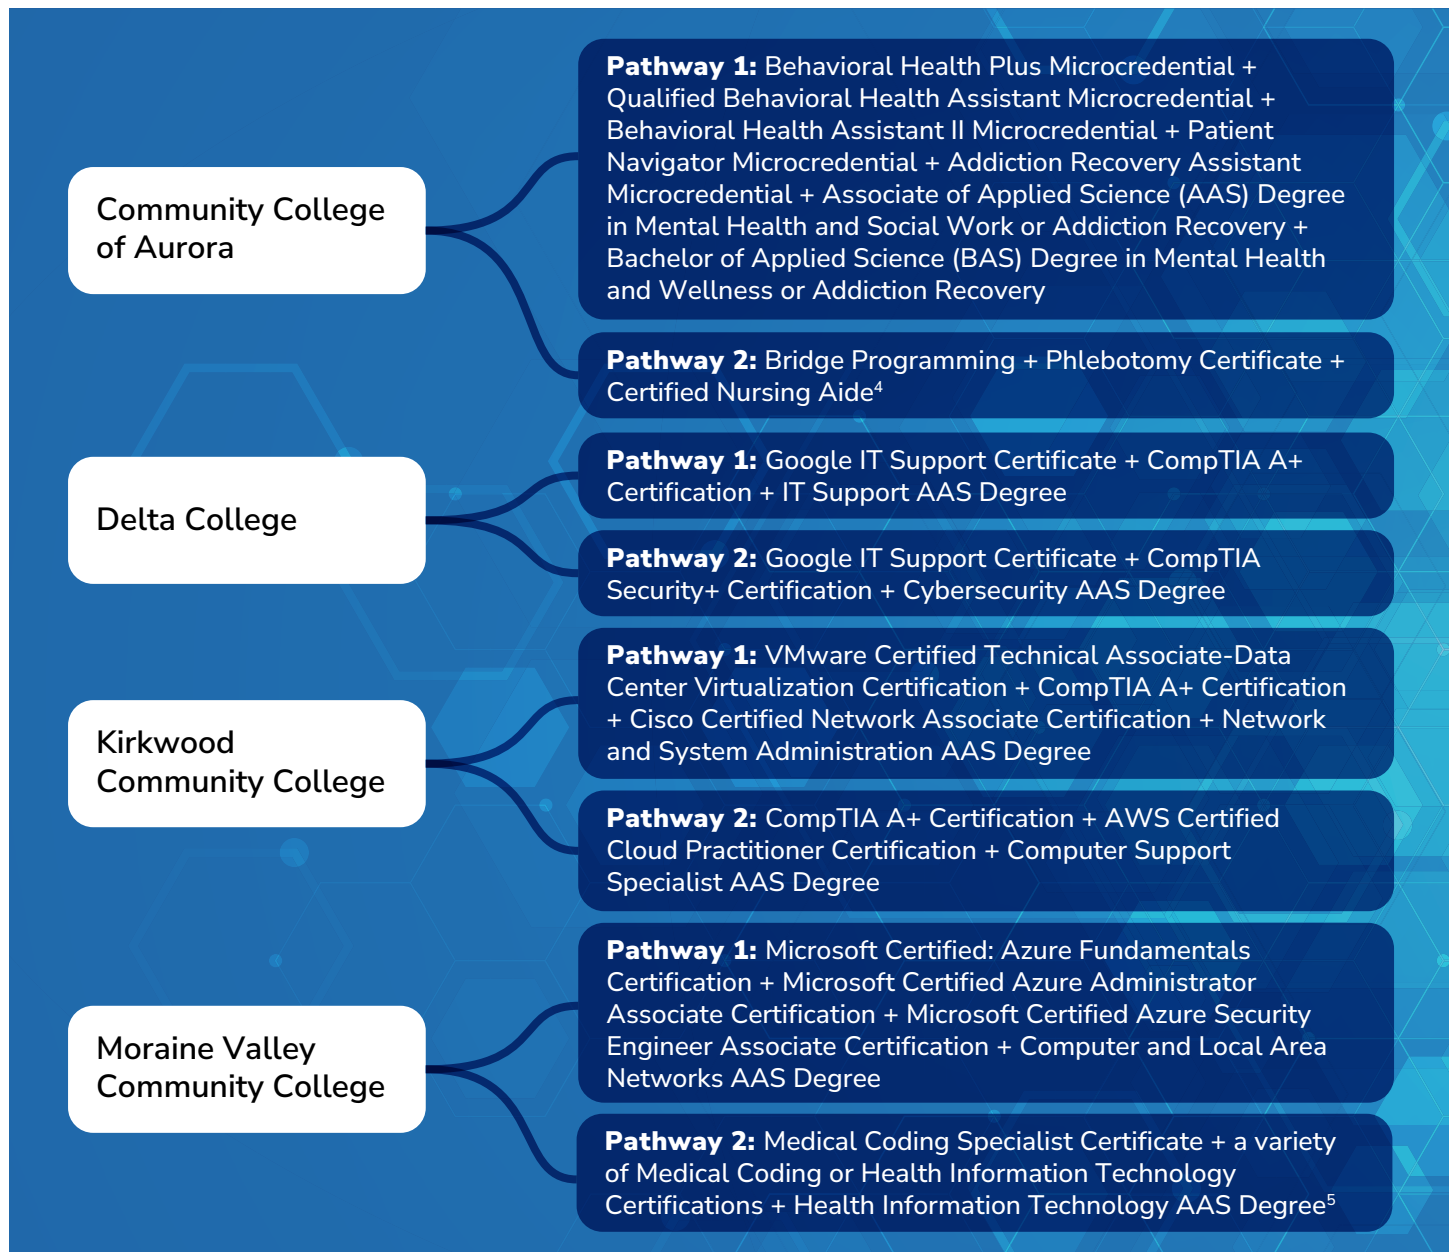 Community College
of Aurora
Pathway 1: Behavioral Health Plus Microcredential +
Qualified Behavioral Health Assistant Microcredential +
Behavioral Health Assistant II Microcredential + Patient
Navigator Microcredential + Addiction Recovery Assistant
Microcredential + Associate of Applied Science (AAS) Degree
in Mental Health and Social Work or Addiction Recovery +
Bachelor of Applied Science (BAS) Degree in Mental Health
and Wellness or Addiction Recovery
Pathway 2: Bridge Programming + Phlebotomy Certificate +
Certified Nursing Aide⁴
Delta College
Pathway 1: Google IT Support Certificate + CompTIA A+
Certification + IT Support AAS Degree
Pathway 2: Google IT Support Certificate + CompTIA
Security+ Certification + Cybersecurity AAS Degree
Kirkwood
Community College
Pathway 1: VMware Certified Technical Associate-Data
Center Virtualization Certification + CompTIA A+ Certification
+ Cisco Certified Network Associate Certification + Network
and System Administration AAS Degree
Pathway 2: CompTIA A+ Certification + AWS Certified
Cloud Practitioner Certification + Computer Support
Specialist AAS Degree
Moraine Valley
Community College
Pathway 1: Microsoft Certified: Azure Fundamentals
Certification + Microsoft Certified Azure Administrator
Associate Certification + Microsoft Certified Azure Security
Engineer Associate Certification + Computer and Local Area
Networks AAS Degree
Pathway 2: Medical Coding Specialist Certificate + a variety
of Medical Coding or Health Information Technology
Certifications + Health Information Technology AAS Degree⁵